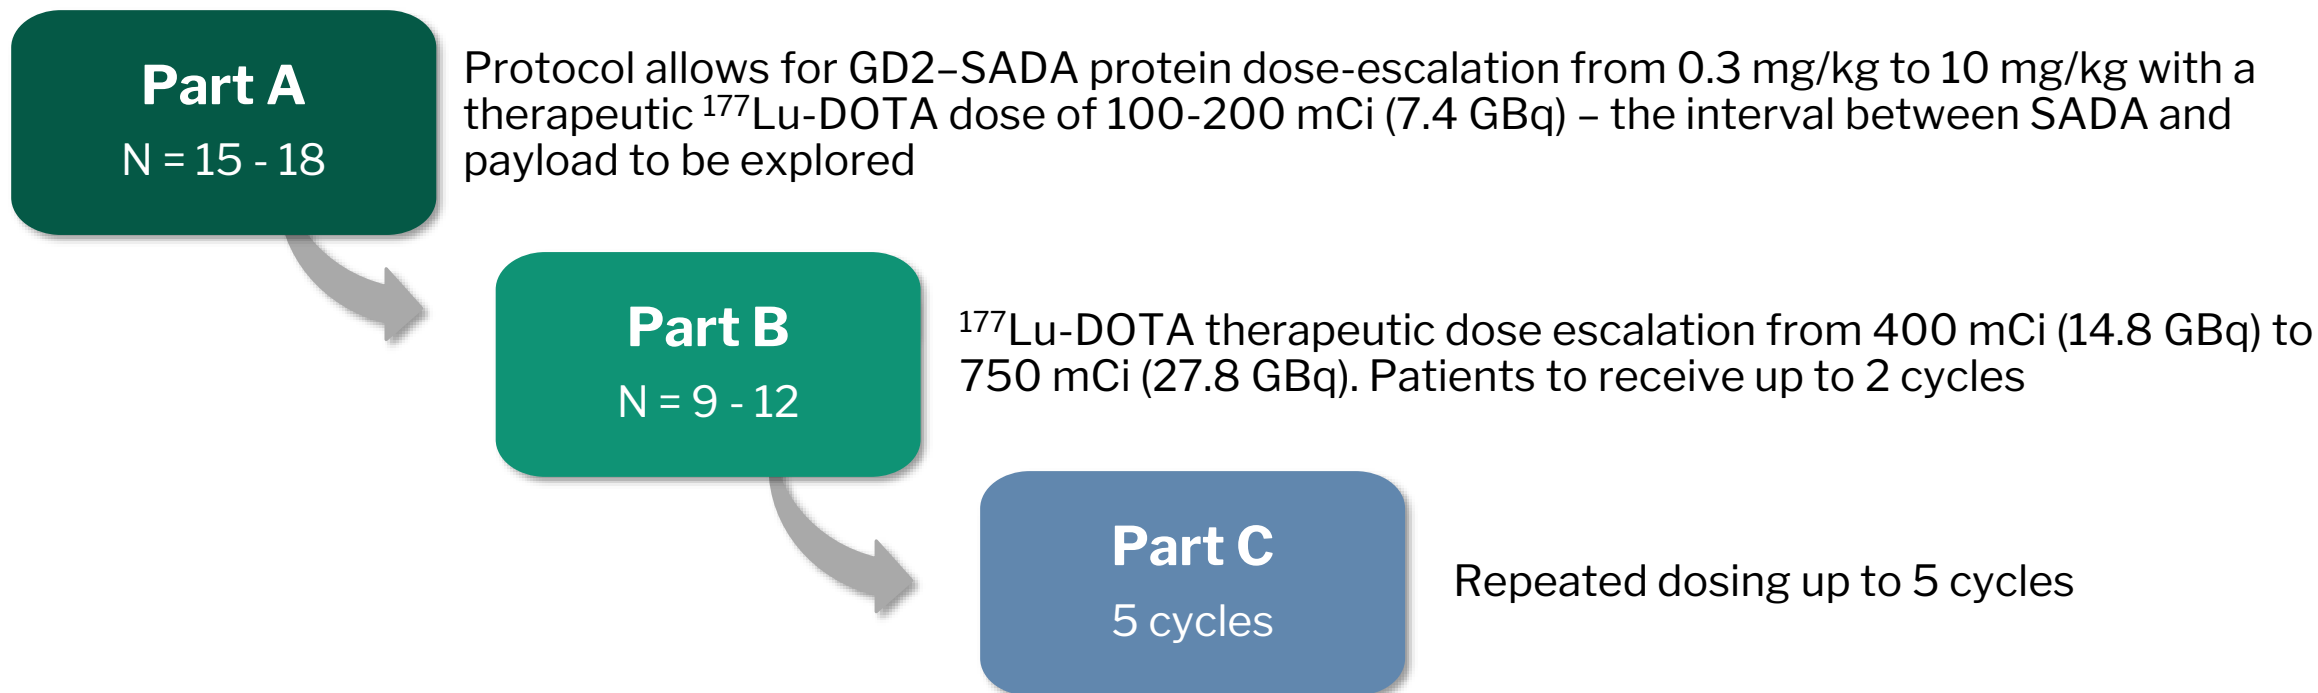 Part A
N = 15 - 18
Protocol allows for GD2–SADA protein dose-escalation from 0.3 mg/kg to 10 mg/kg with a
therapeutic ¹⁷⁷Lu-DOTA dose of 100-200 mCi (7.4 GBq) – the interval between SADA and
payload to be explored
Part B
N = 9 - 12
¹⁷⁷Lu-DOTA therapeutic dose escalation from 400 mCi (14.8 GBq) to
750 mCi (27.8 GBq). Patients to receive up to 2 cycles
Part C
5 cycles
Repeated dosing up to 5 cycles